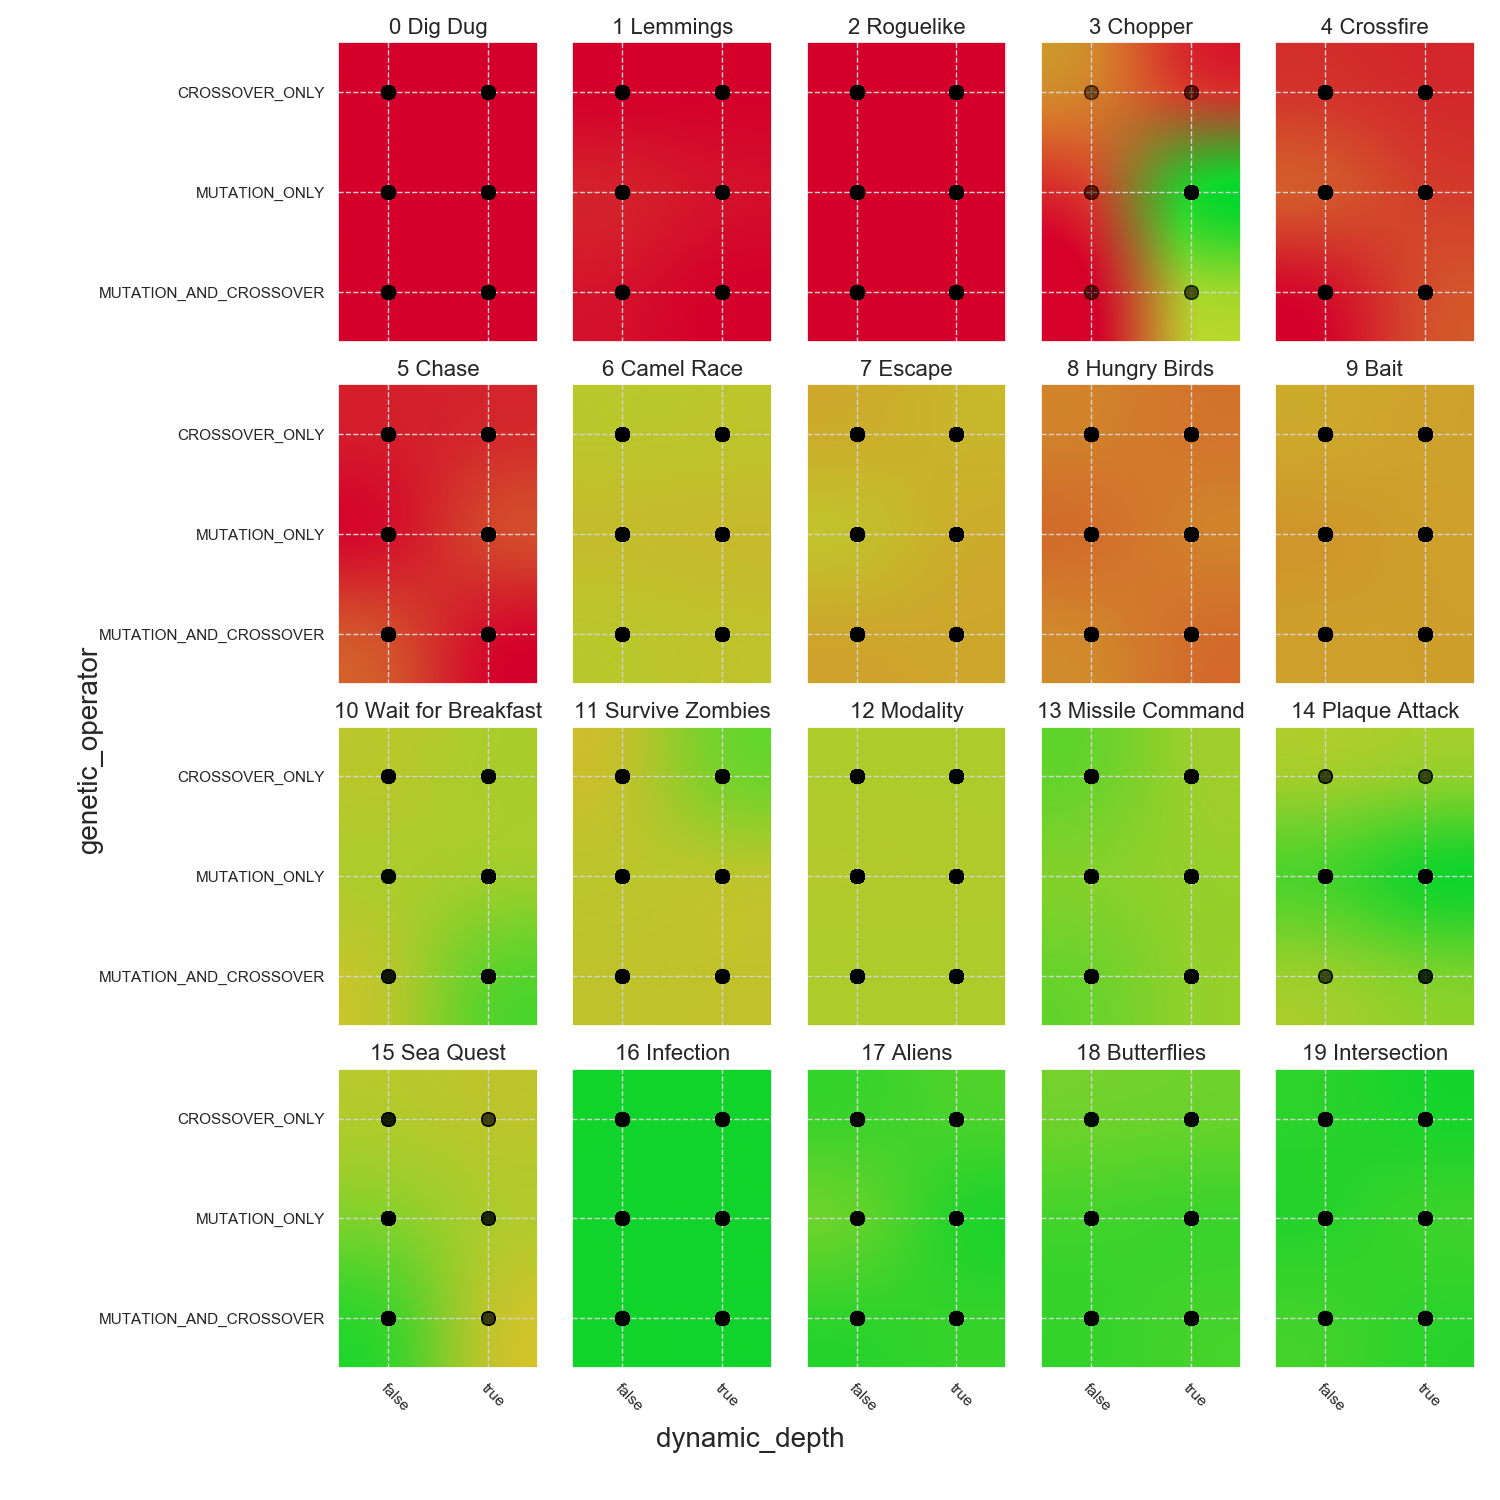 0 Dig Dug
1 Lemmings
2 Roguelike
3 Chopper
4 Crossfire
CROSSOVER_ONLY
MUTATION_ONLY
MUTATION_AND_CROSSOVER
5 Chase
6 Camel Race
7 Escape
8 Hungry Birds
9 Bait
CROSSOVER_ONLY
MUTATION_ONLY
MUTATION_AND_CROSSOVER
genetic_operator
10 Wait for Breakfast
11 Survive Zombies
12 Modality
13 Missile Command
14 Plaque Attack
CROSSOVER_ONLY
MUTATION_ONLY
MUTATION_AND_CROSSOVER
15 Sea Quest
16 Infection
17 Aliens
18 Butterflies
19 Intersection
CROSSOVER_ONLY
MUTATION_ONLY
MUTATION_AND_CROSSOVER
false
true
false
true
false
true
false
true
false
true
dynamic_depth